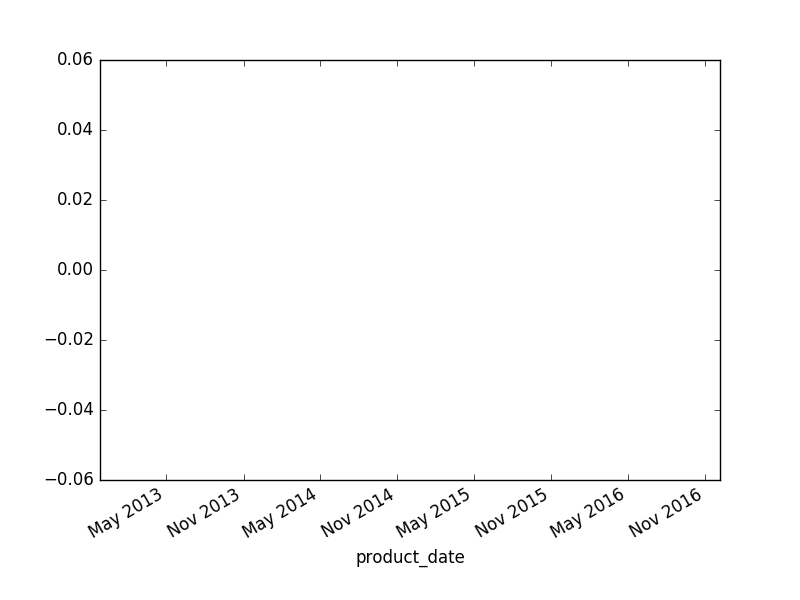 0.06
0.04
0.02
0.00
−0.02
−0.04
−0.06
May 2013
Nov 2013
May 2014
Nov 2014
May 2015
Nov 2015
May 2016
Nov 2016
product_date